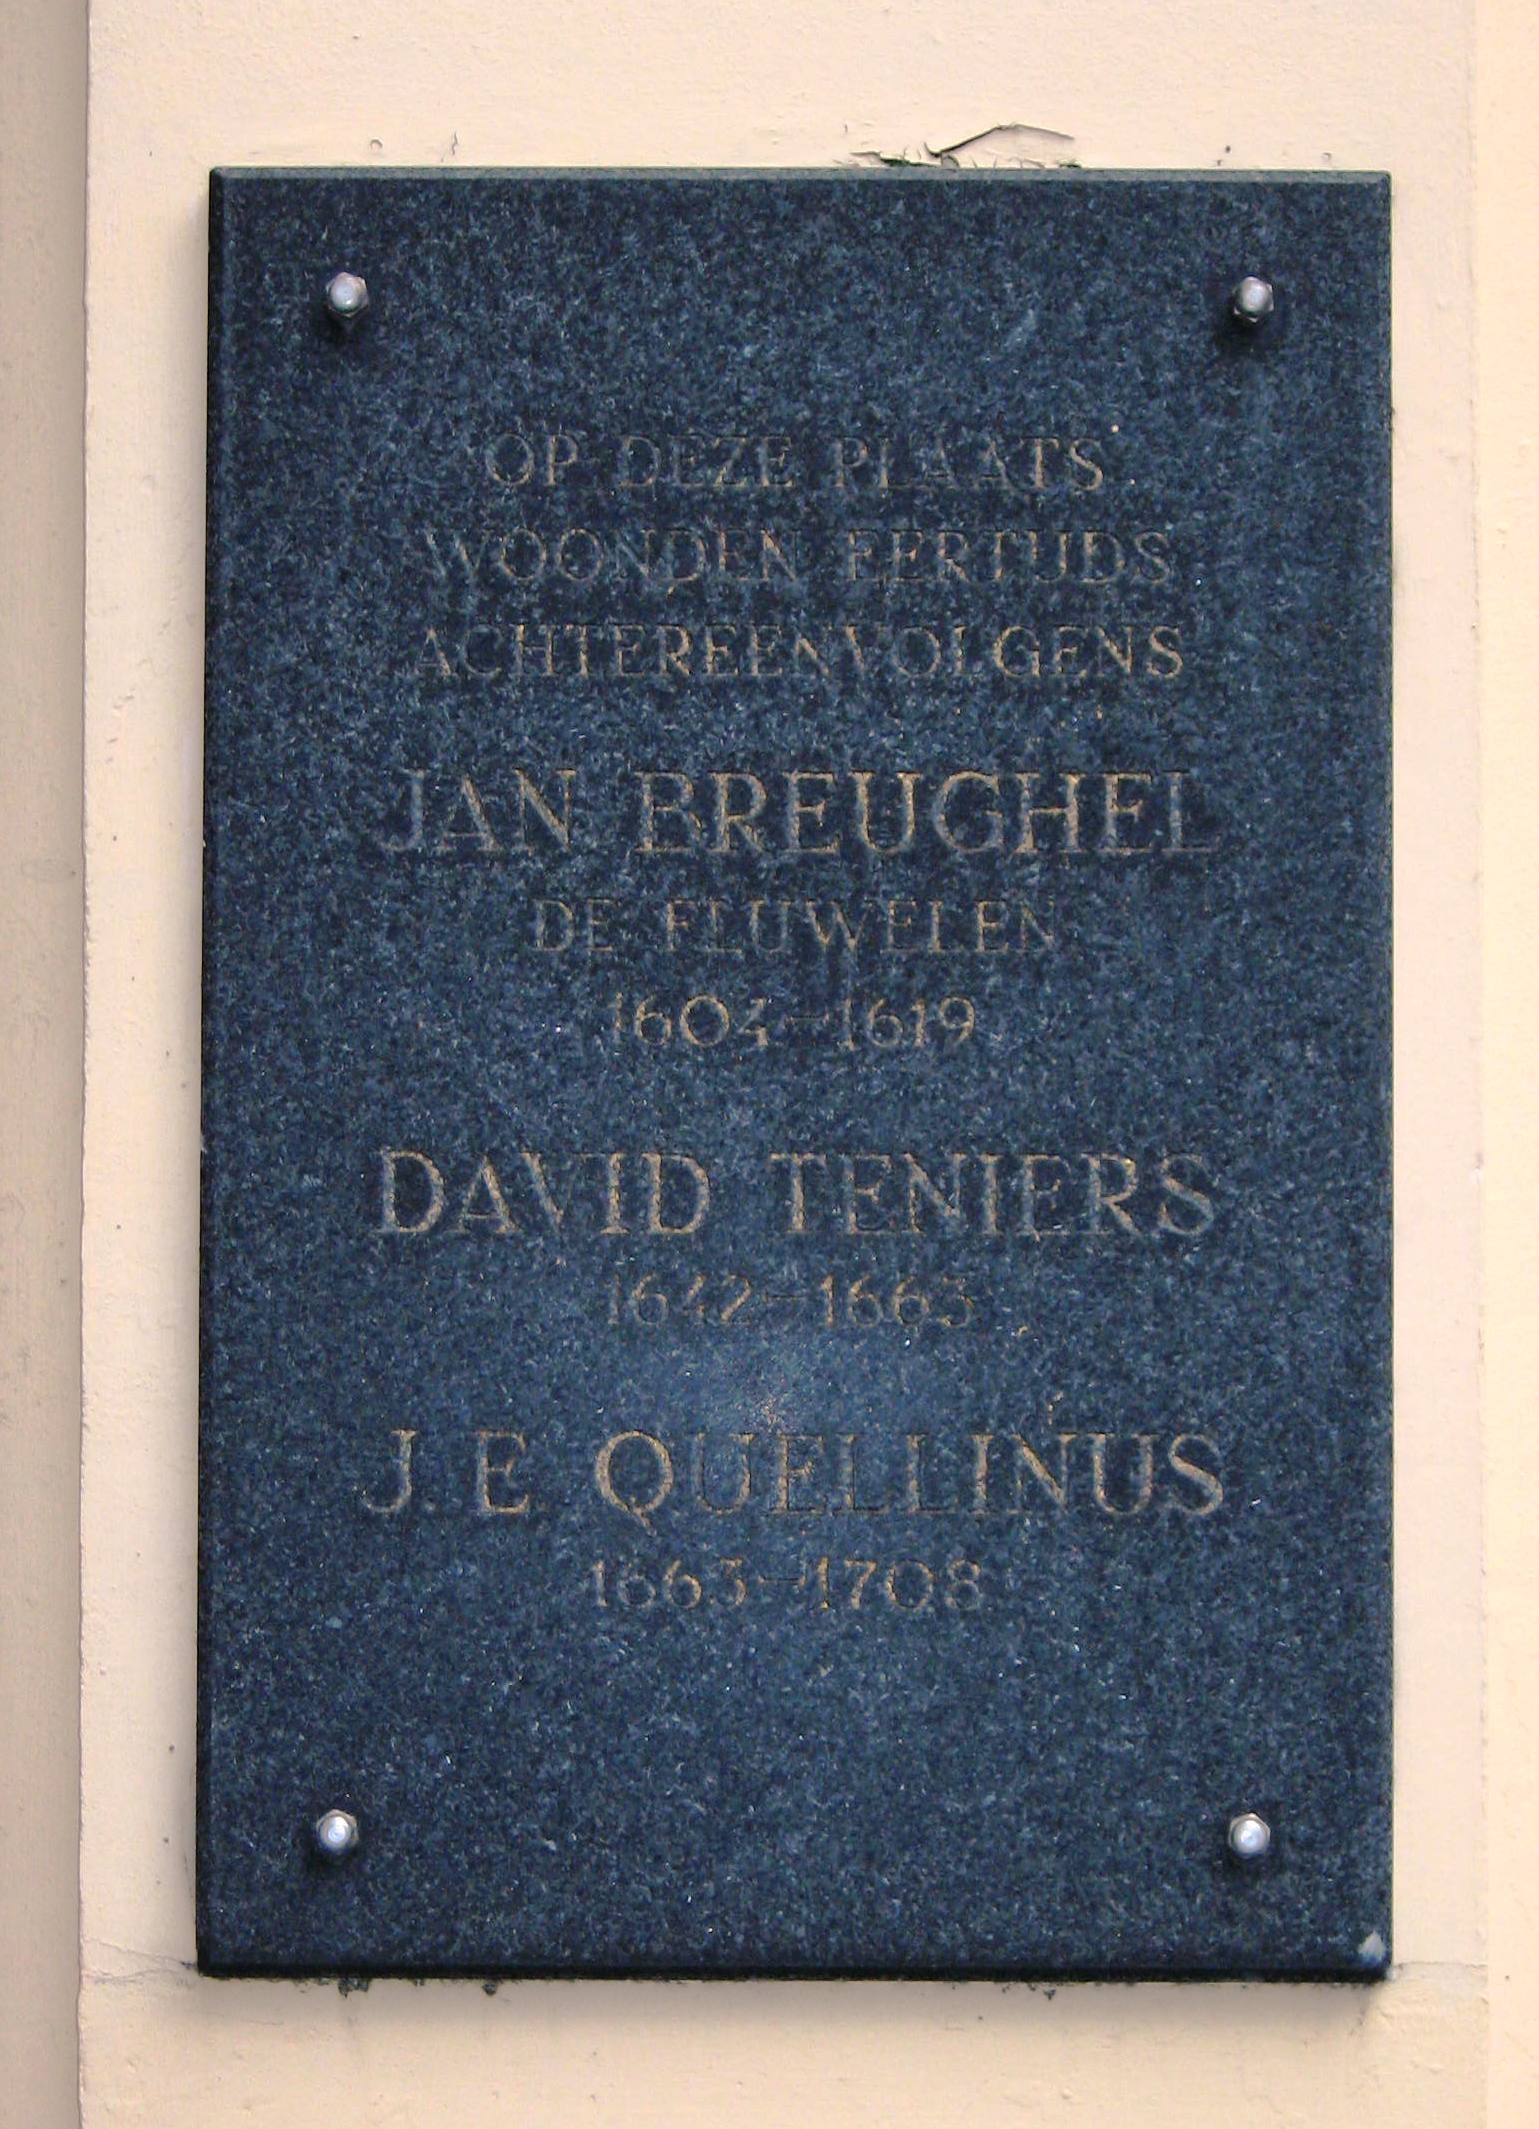 OP DEZE PLAATS
WOONDEN EERTIJDS
ACHTEREENVOLGENS
JAN BREUGHEL
DE FLUWELEN
1604-1619
DAVID TENIERS
1642-1663
J. E QUELLINUS
1663-1708